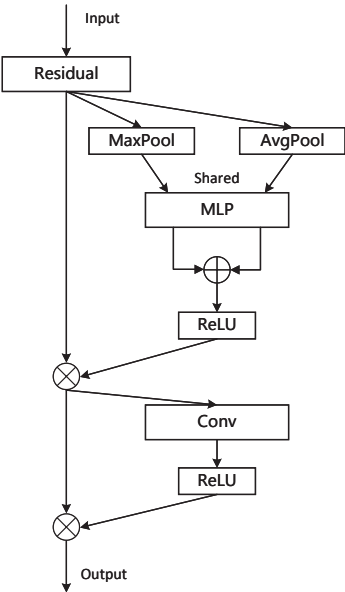 Input
Residual
MaxPool
AvgPool
Shared
MLP
ReLU
Conv
ReLU
Output